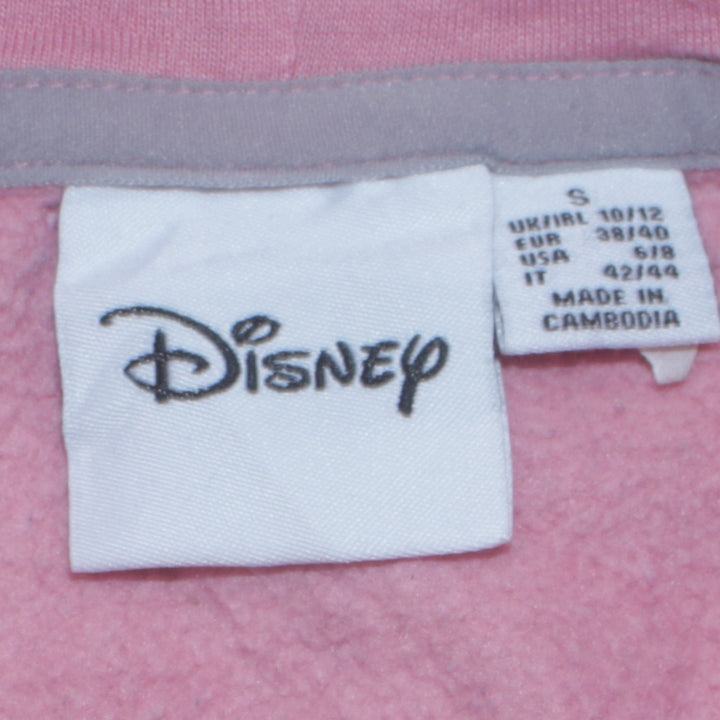 Disney
S
UK/IRL 10/12
EUR 38/40
USA 6/8
IT 42/44
MADE IN
CAMBODIA